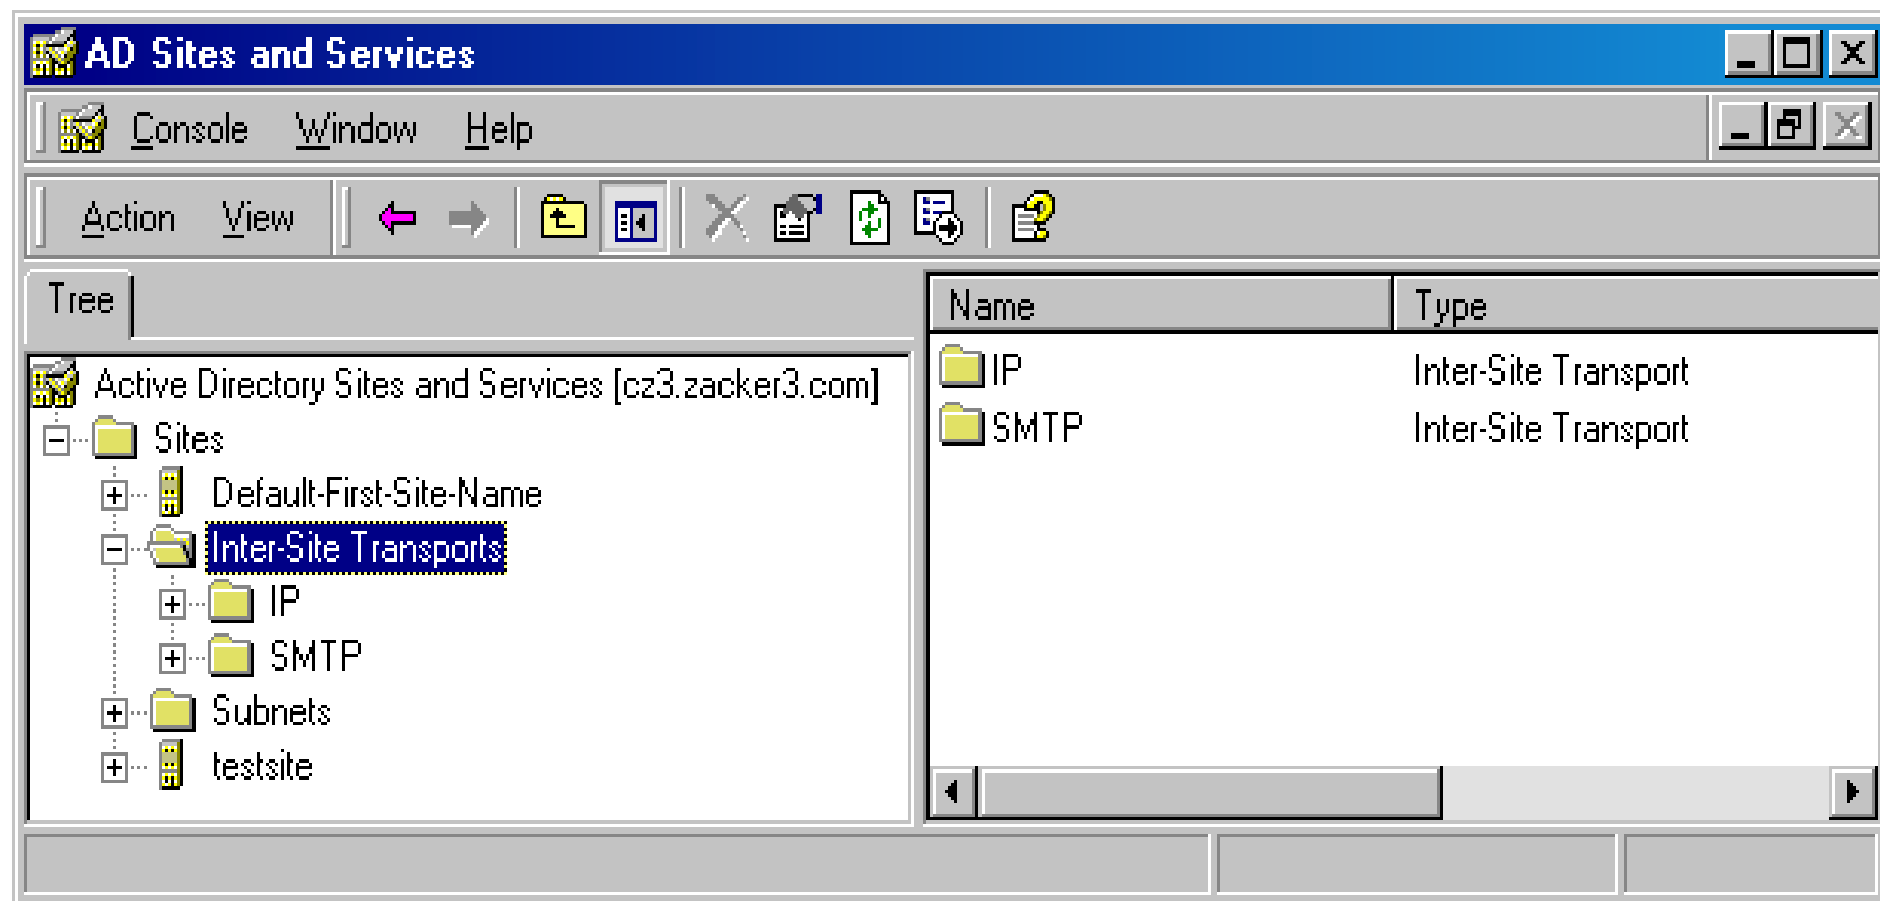 AD Sites and Services
Console Window Help
Action View
Tree
Name Type
Active Directory Sites and Services [cz3.zacker3.com]
Sites
Default-First-Site-Name
Inter-Site Transports
IP
SMTP
Subnets
testsite
IP Inter-Site Transport
SMTP Inter-Site Transport